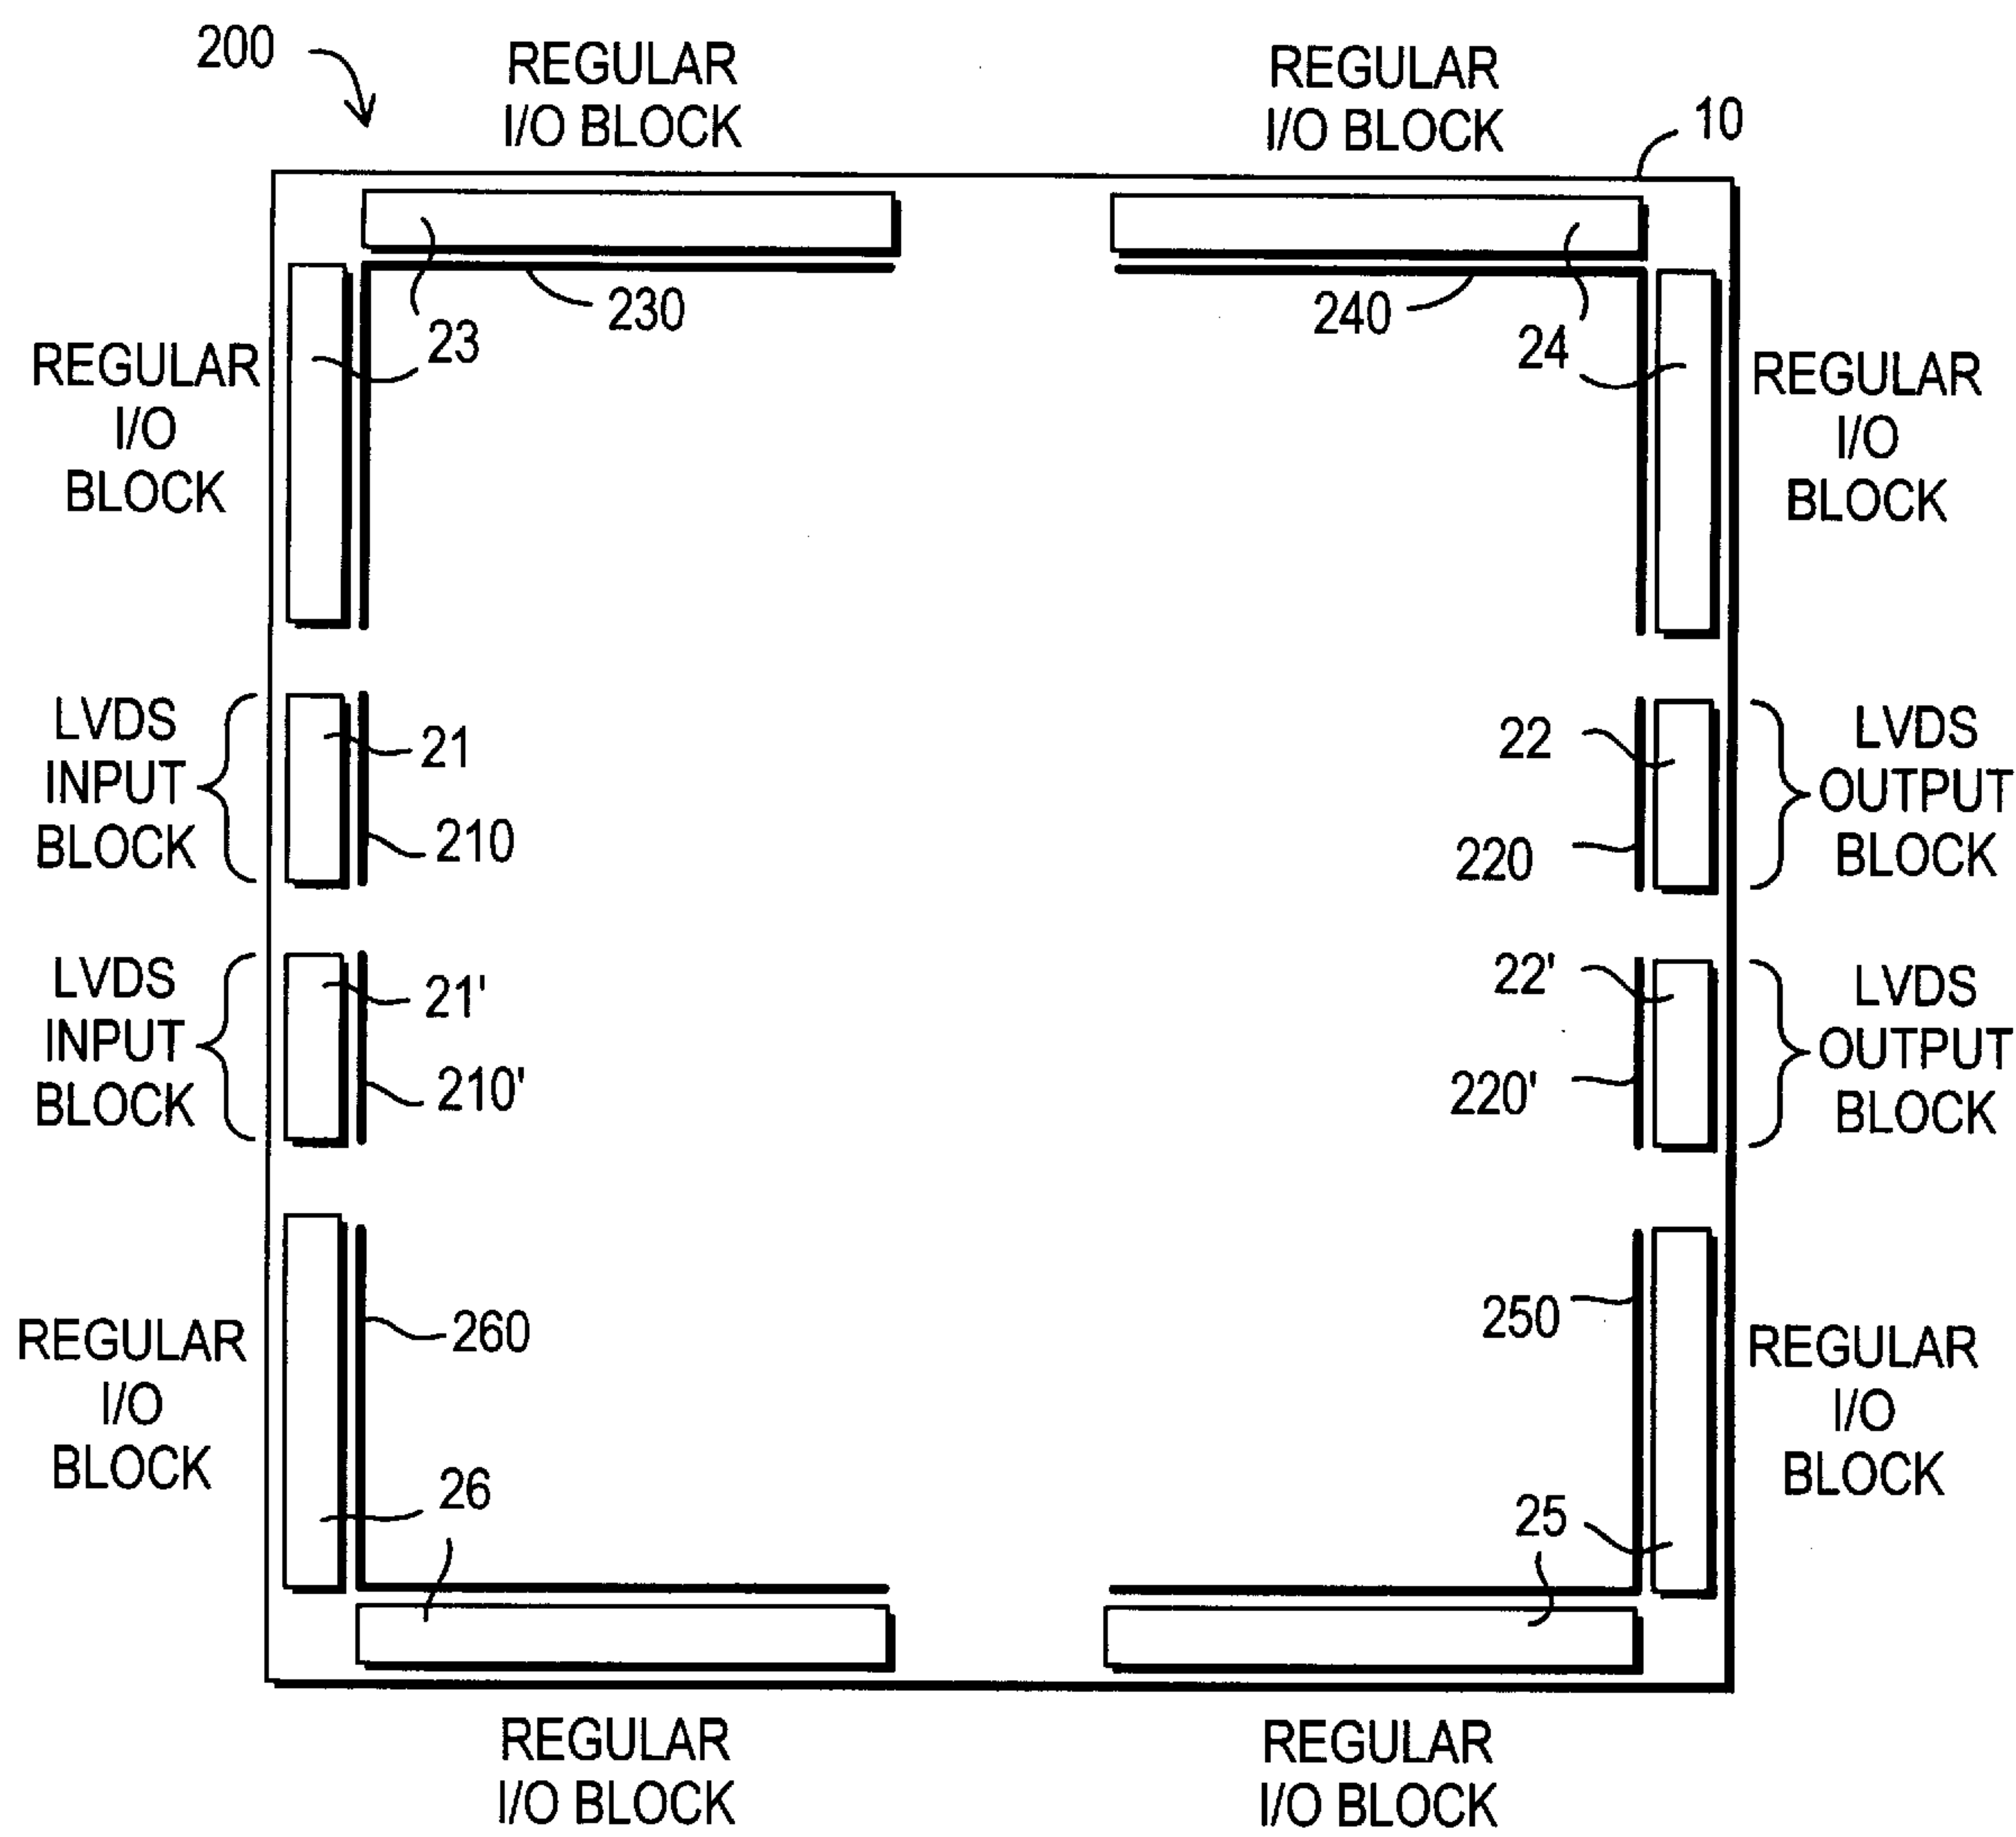 200
REGULAR
I/O BLOCK
REGULAR
I/O BLOCK
10
230
240
23
24
REGULAR
I/O
BLOCK
REGULAR
I/O
BLOCK
LVDS
INPUT
BLOCK
21
210
22
220
LVDS
OUTPUT
BLOCK
LVDS
INPUT
BLOCK
21'
210'
22'
220'
LVDS
OUTPUT
BLOCK
REGULAR
I/O
BLOCK
260
250
REGULAR
I/O
BLOCK
26
25
REGULAR
I/O BLOCK
REGULAR
I/O BLOCK